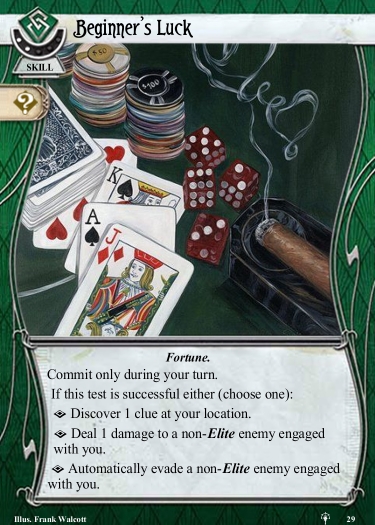 Beginner's Luck
SKILL
$50
$100
K
A
J
Fortune.
Commit only during your turn.
If this test is successful either (choose one):
Discover 1 clue at your location.
Deal 1 damage to a non-Elite enemy engaged
with you.
Automatically evade a non-Elite enemy engaged
with you.
Illus. Frank Walcott
29